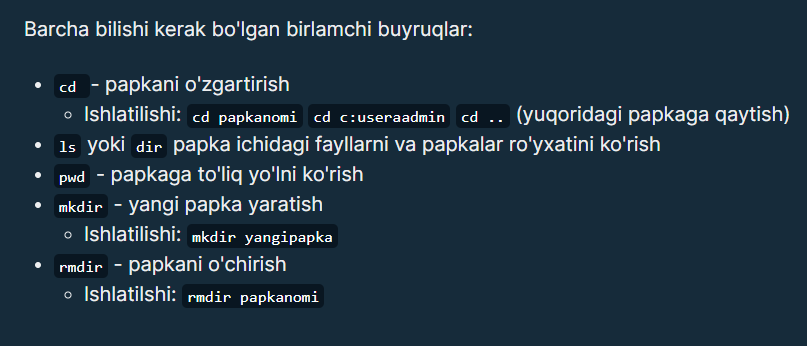 Barcha bilishi kerak bo'lgan birlamchi buyruqlar:
cd - papkani o'zgartirish
Ishlatilishi: cd papkanomi cd c:useraadmin cd .. (yuqoridagi papkaga qaytish)
ls yoki dir papka ichidagi fayllarni va papkalar ro'yxatini ko'rish
pwd - papkaga to'liq yo'lni ko'rish
mkdir - yangi papka yaratish
Ishlatilishi: mkdir yangipapka
rmdir - papkani o'chirish
Ishlatilshi: rmdir papkanomi